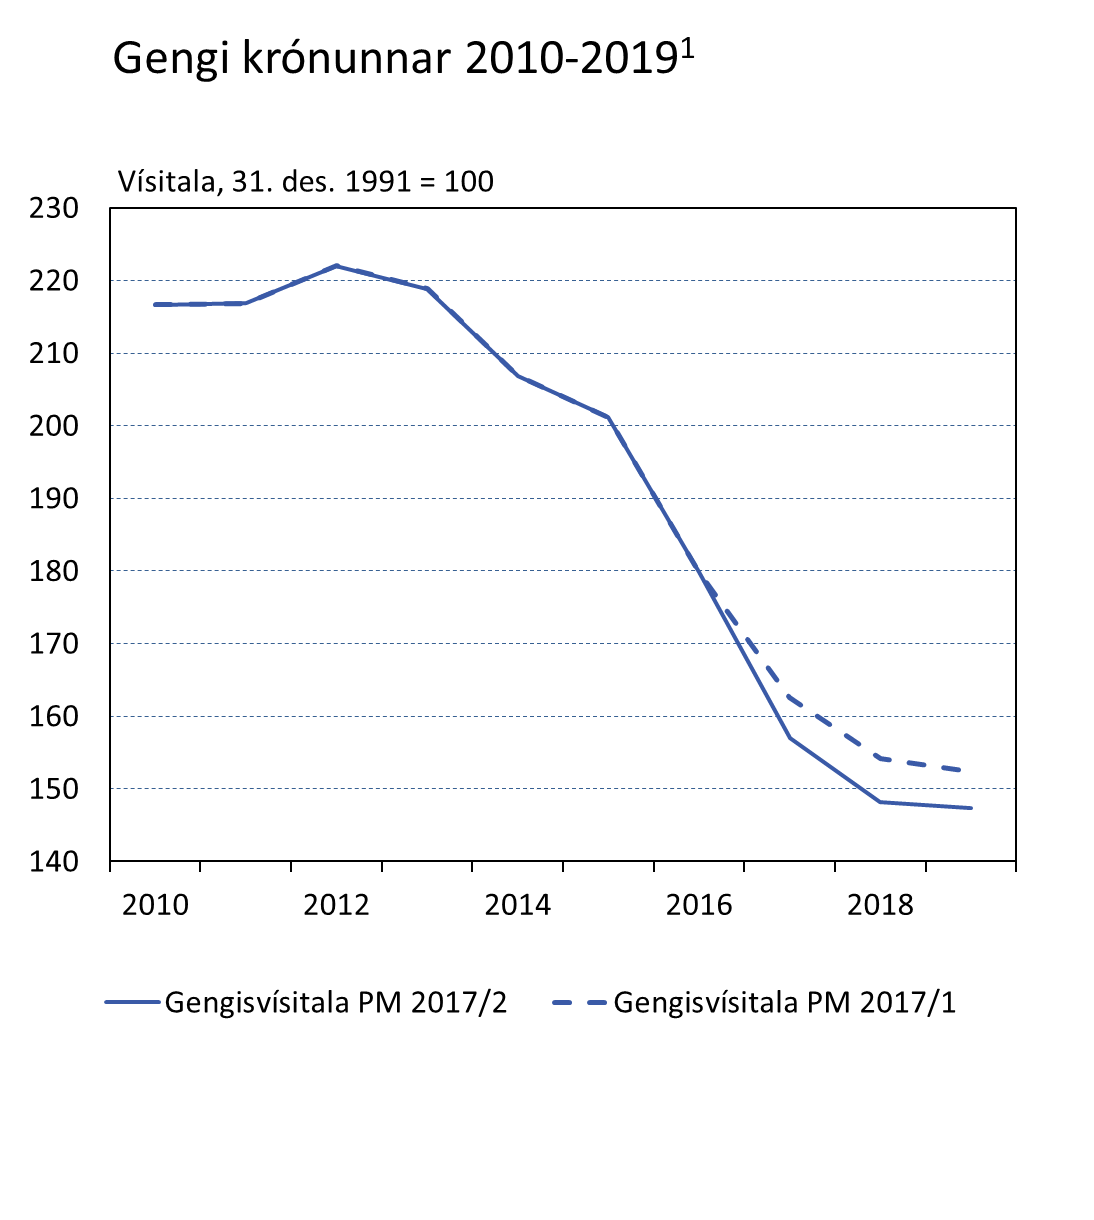 Gengi krónunnar 2010-2019¹
Vísitala, 31. des. 1991 = 100
230
220
210
200
190
180
170
160
150
140
2010 2012 2014 2016 2018
Gengisvísitala PM 2017/2 Gengisvísitala PM 2017/1